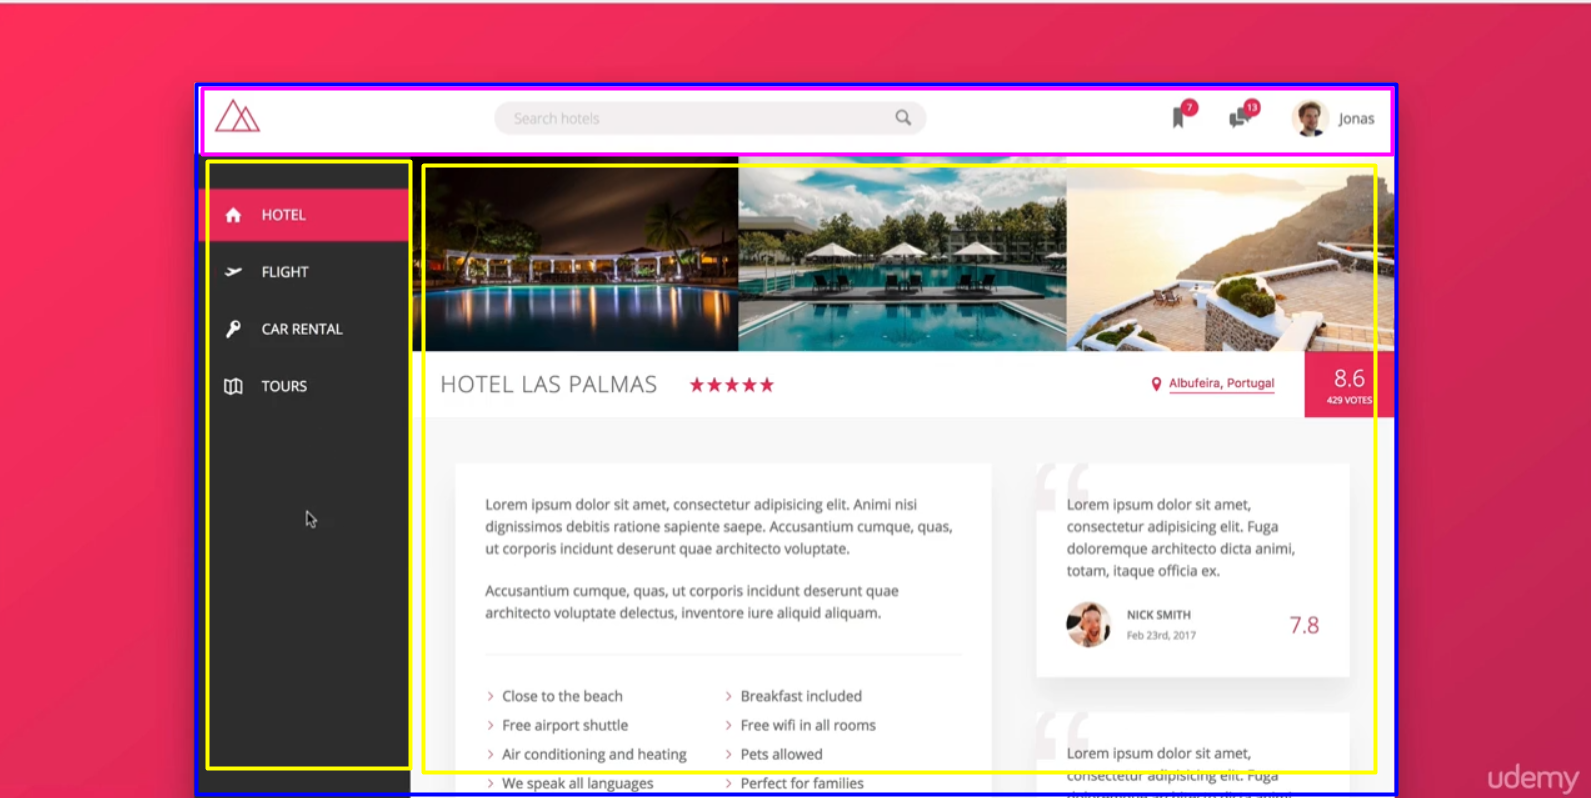 Search hotels
7
13
Jonas
HOTEL
FLIGHT
CAR RENTAL
TOURS
HOTEL LAS PALMAS
Albufeira, Portugal
8.6
429 VOTES
Lorem ipsum dolor sit amet, consectetur adipisicing elit. Animi nisi
dignissimos debitis ratione sapiente saepe. Accusantium cumque, quas,
ut corporis incidunt deserunt quae architecto voluptate.
Accusantium cumque, quas, ut corporis incidunt deserunt quae
architecto voluptate delectus, inventore iure aliquid aliquam.
Close to the beach
Free airport shuttle
Air conditioning and heating
We speak all languages
Breakfast included
Free wifi in all rooms
Pets allowed
Perfect for families
Lorem ipsum dolor sit amet,
consectetur adipisicing elit. Fuga
doloremque architecto dicta animi,
totam, itaque officia ex.
NICK SMITH
Feb 23rd, 2017
7.8
Lorem ipsum dolor sit amet,
consectetur adipisicing elit. Fuga
udemy